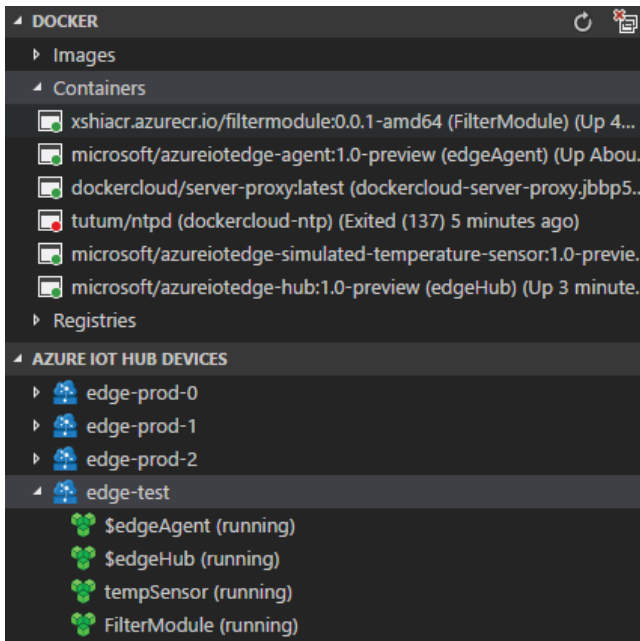 DOCKER
Images
Containers
xshiacr.azurecr.io/filtermodule:0.0.1-amd64 (FilterModule) (Up 4...
microsoft/azureiotedge-agent:1.0-preview (edgeAgent) (Up Abou.
dockercloud/server-proxy:latest (dockercloud-server-proxy.jbbp5..
tutum/ntpd (dockercloud-ntp) (Exited (137) 5 minutes ago)
microsoft/azureiotedge-simulated-temperature-sensor:1.0-previe.
microsoft/azureiotedge-hub:1.0-preview (edgeHub) (Up 3 minute.
Registries
AZURE IOT HUB DEVICES
edge-prod-0
edge-prod-1
edge-prod-2
edge-test
$edgeAgent (running)
$edgeHub (running)
tempSensor (running)
FilterModule (running)